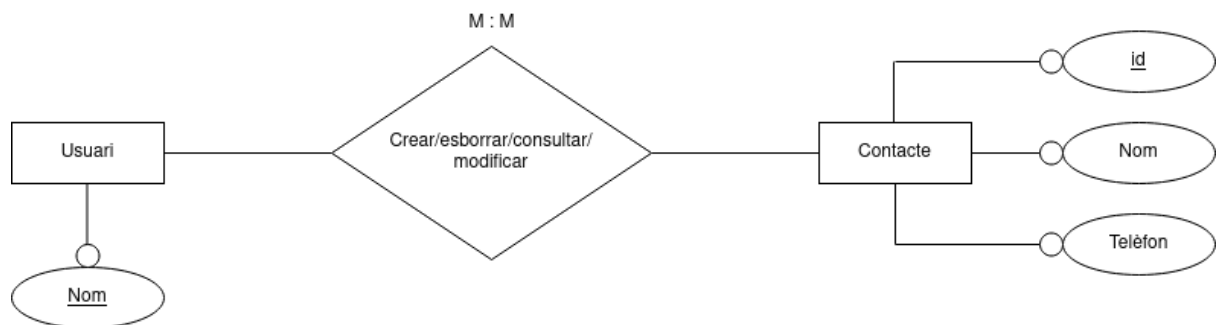 M : M
Usuari
Crear/esborrar/consultar/
modificar
Contacte
id
Nom
Telèfon
Nom